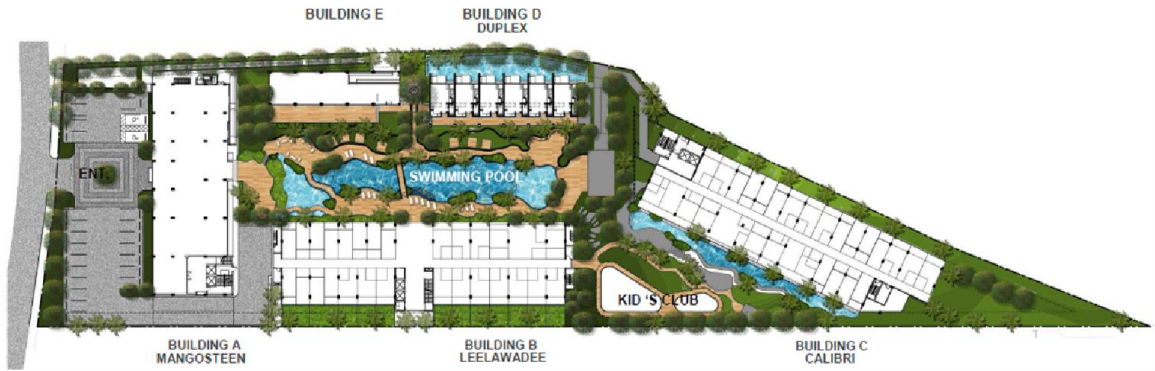 BUILDING E
BUILDING D
DUPLEX
ENT.
SWIMMING POOL
KID 'S CLUB
BUILDING A
MANGOSTEEN
BUILDING B
LEELAWADEE
BUILDING C
CALIBRI